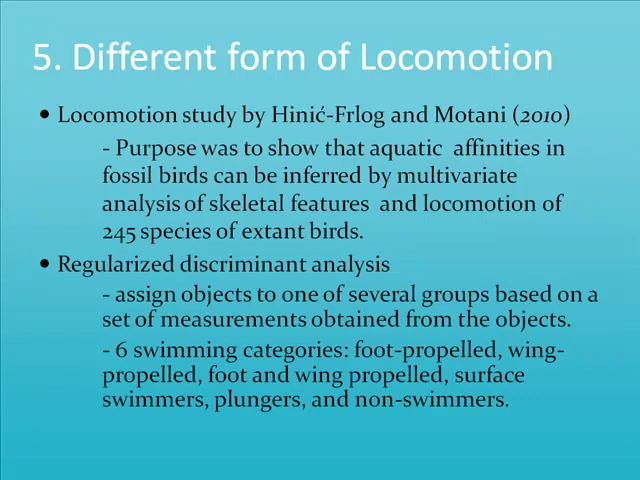 5. Different form of Locomotion
• Locomotion study by Hinić-Frlog and Motani (2010)
- Purpose was to show that aquatic affinities in
fossil birds can be inferred by multivariate
analysis of skeletal features and locomotion of
245 species of extant birds.
• Regularized discriminant analysis
- assign objects to one of several groups based on a
set of measurements obtained from the objects.
- 6 swimming categories: foot-propelled, wing-
propelled, foot and wing propelled, surface
swimmers, plungers, and non-swimmers.